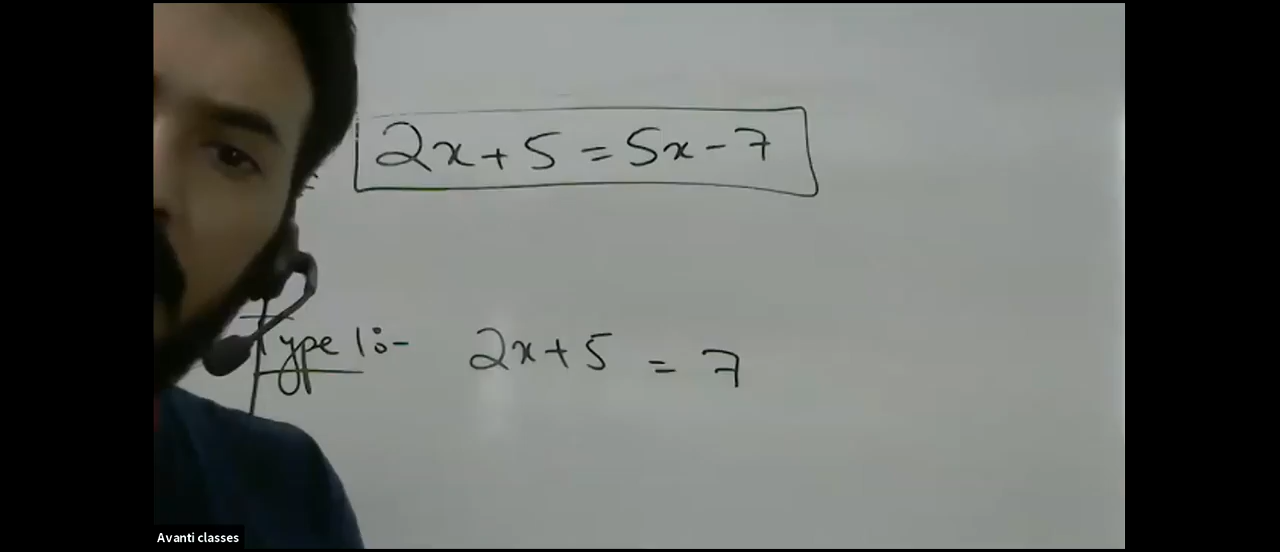 2x+5=5x-7
Type 1:- 2x+5 = 7
Avanti classes